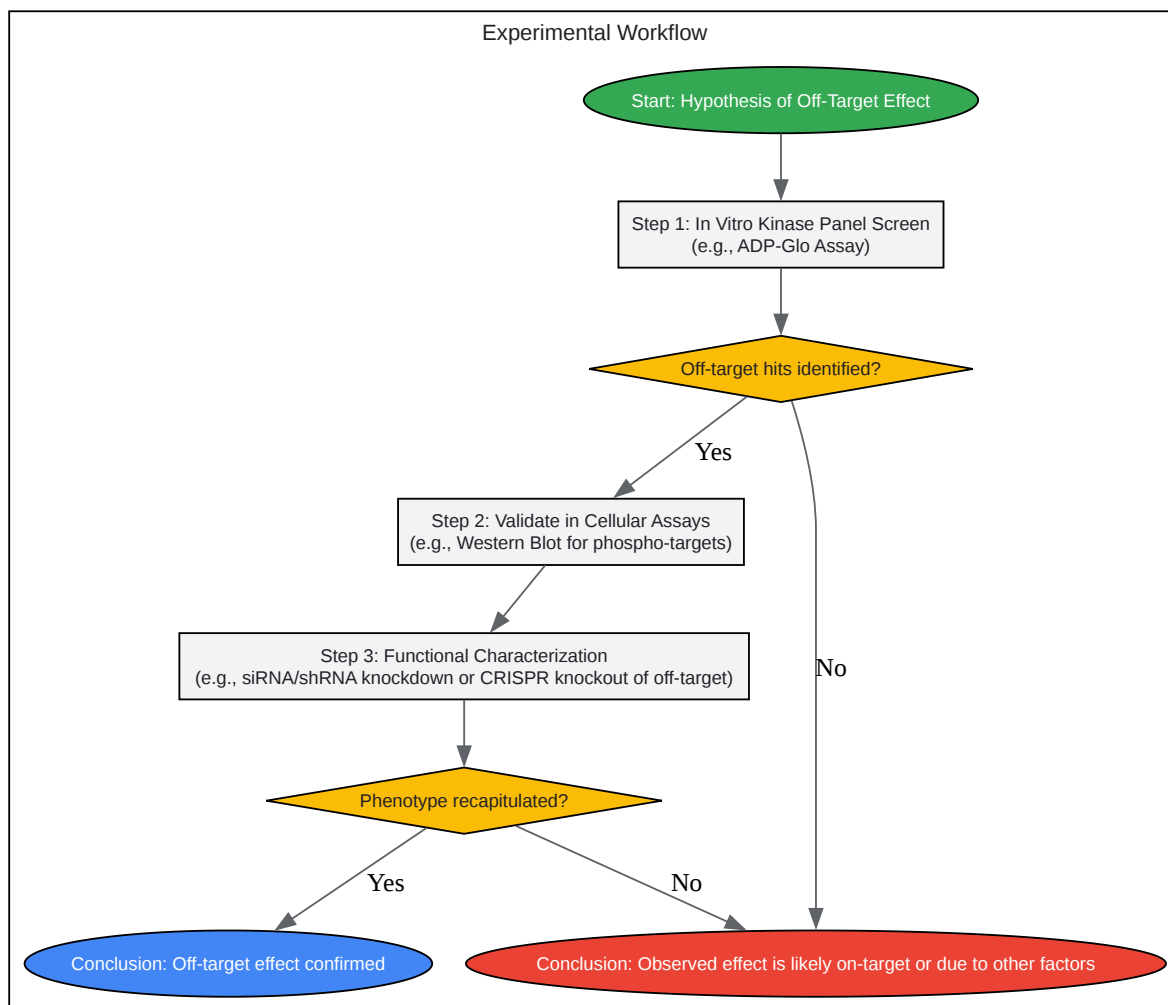 Experimental Workflow
Start: Hypothesis of Off-Target Effect
Step 1: In Vitro Kinase Panel Screen
(e.g., ADP-Glo Assay)
Off-target hits identified?
Yes
Step 2: Validate in Cellular Assays
(e.g., Western Blot for phospho-targets)
Step 3: Functional Characterization
(e.g., siRNA/shRNA knockdown or CRISPR knockout of off-target)
No
Phenotype recapitulated?
Yes
No
Conclusion: Off-target effect confirmed
Conclusion: Observed effect is likely on-target or due to other factors